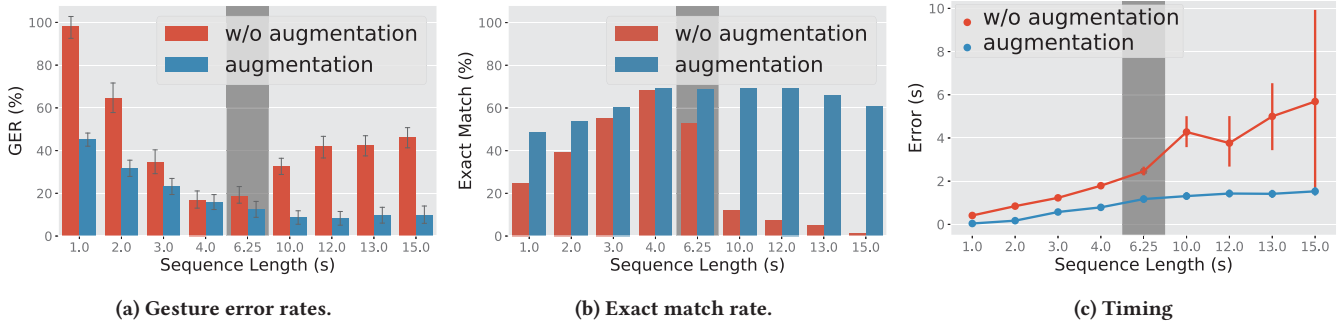 100
80
60
40
20
0
GER (%)
w/o augmentation
augmentation
1.0 2.0 3.0 4.0 6.25 10.0 12.0 13.0 15.0
Sequence Length (s)
(a) Gesture error rates.
100
80
60
40
20
0
Exact Match (%)
w/o augmentation
augmentation
1.0 2.0 3.0 4.0 6.25 10.0 12.0 13.0 15.0
Sequence Length (s)
(b) Exact match rate.
10
8
6
4
2
0
Error (s)
w/o augmentation
augmentation
1.0 2.0 3.0 4.0 6.25 10.0 12.0 13.0 15.0
Sequence Length (s)
(c) Timing